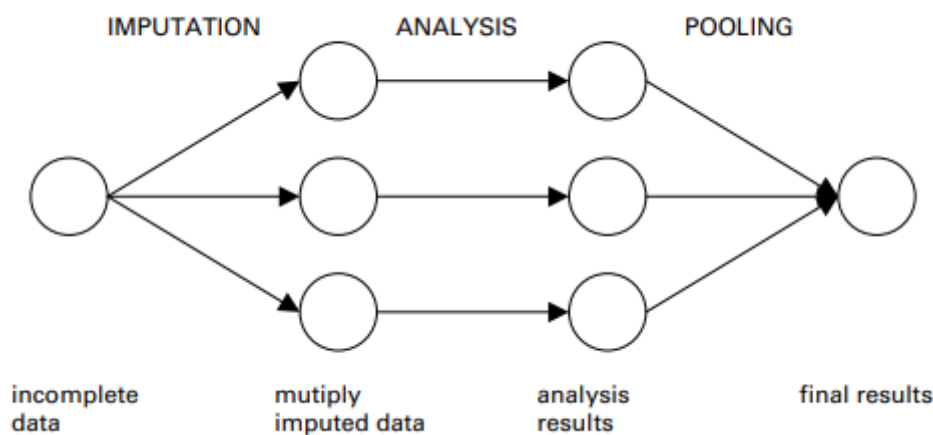 IMPUTATION ANALYSIS POOLING
incomplete data
mutiply imputed data
analysis results
final results